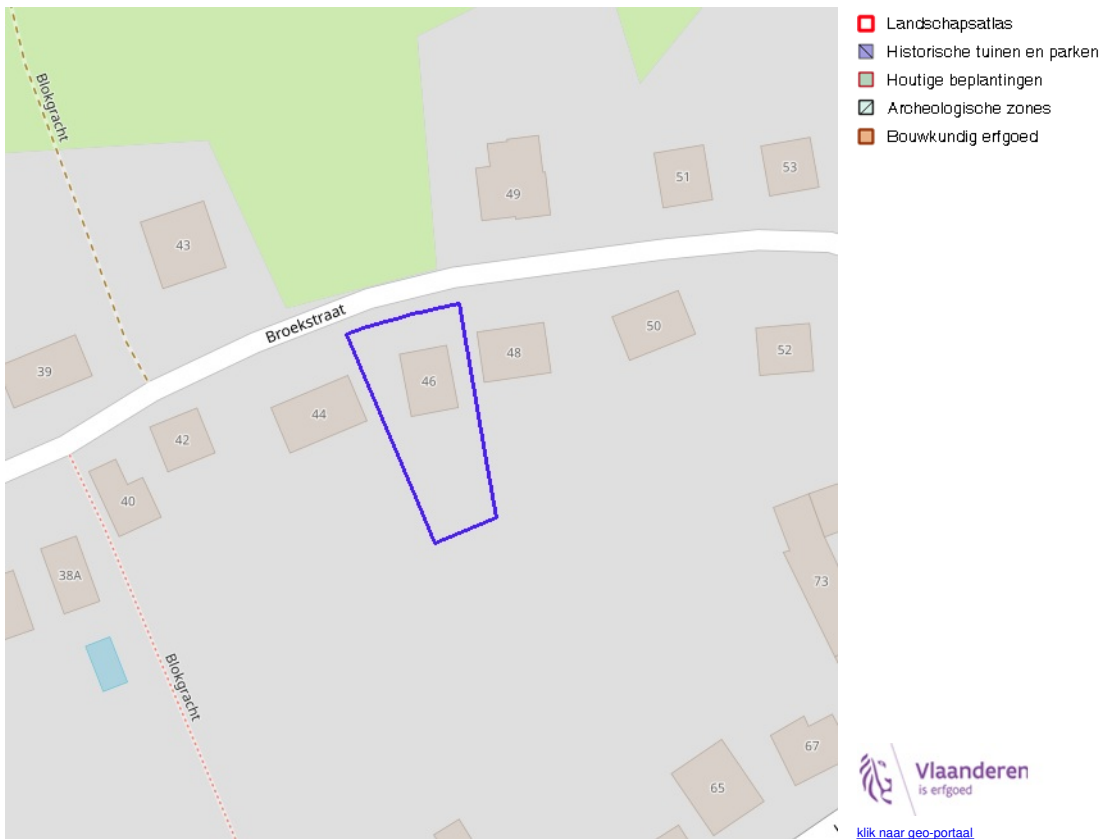 Blokgracht
43
49
51
53
Broekstraat
39
42
44
46
48
50
52
40
38A
Blokgracht
73
65
67
Landschapsatlas
Historische tuinen en parken
Houtige beplantingen
Archeologische zones
Bouwkundig erfgoed
Vlaanderen
is erfgoed
klik naar geo-portaal